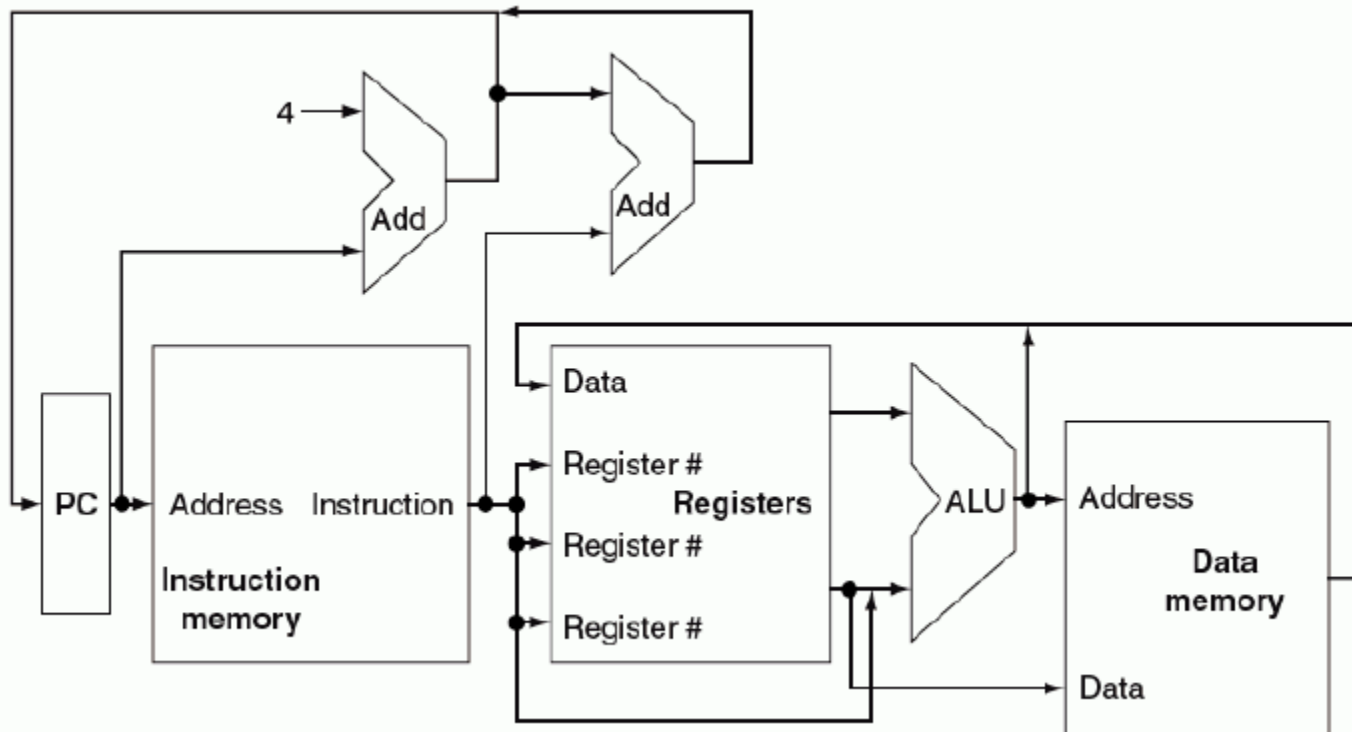 4
Add
Add
Data
Register #
Registers
Register #
Register #
PC
Address Instruction
Instruction
memory
ALU
Address
Data
memory
Data